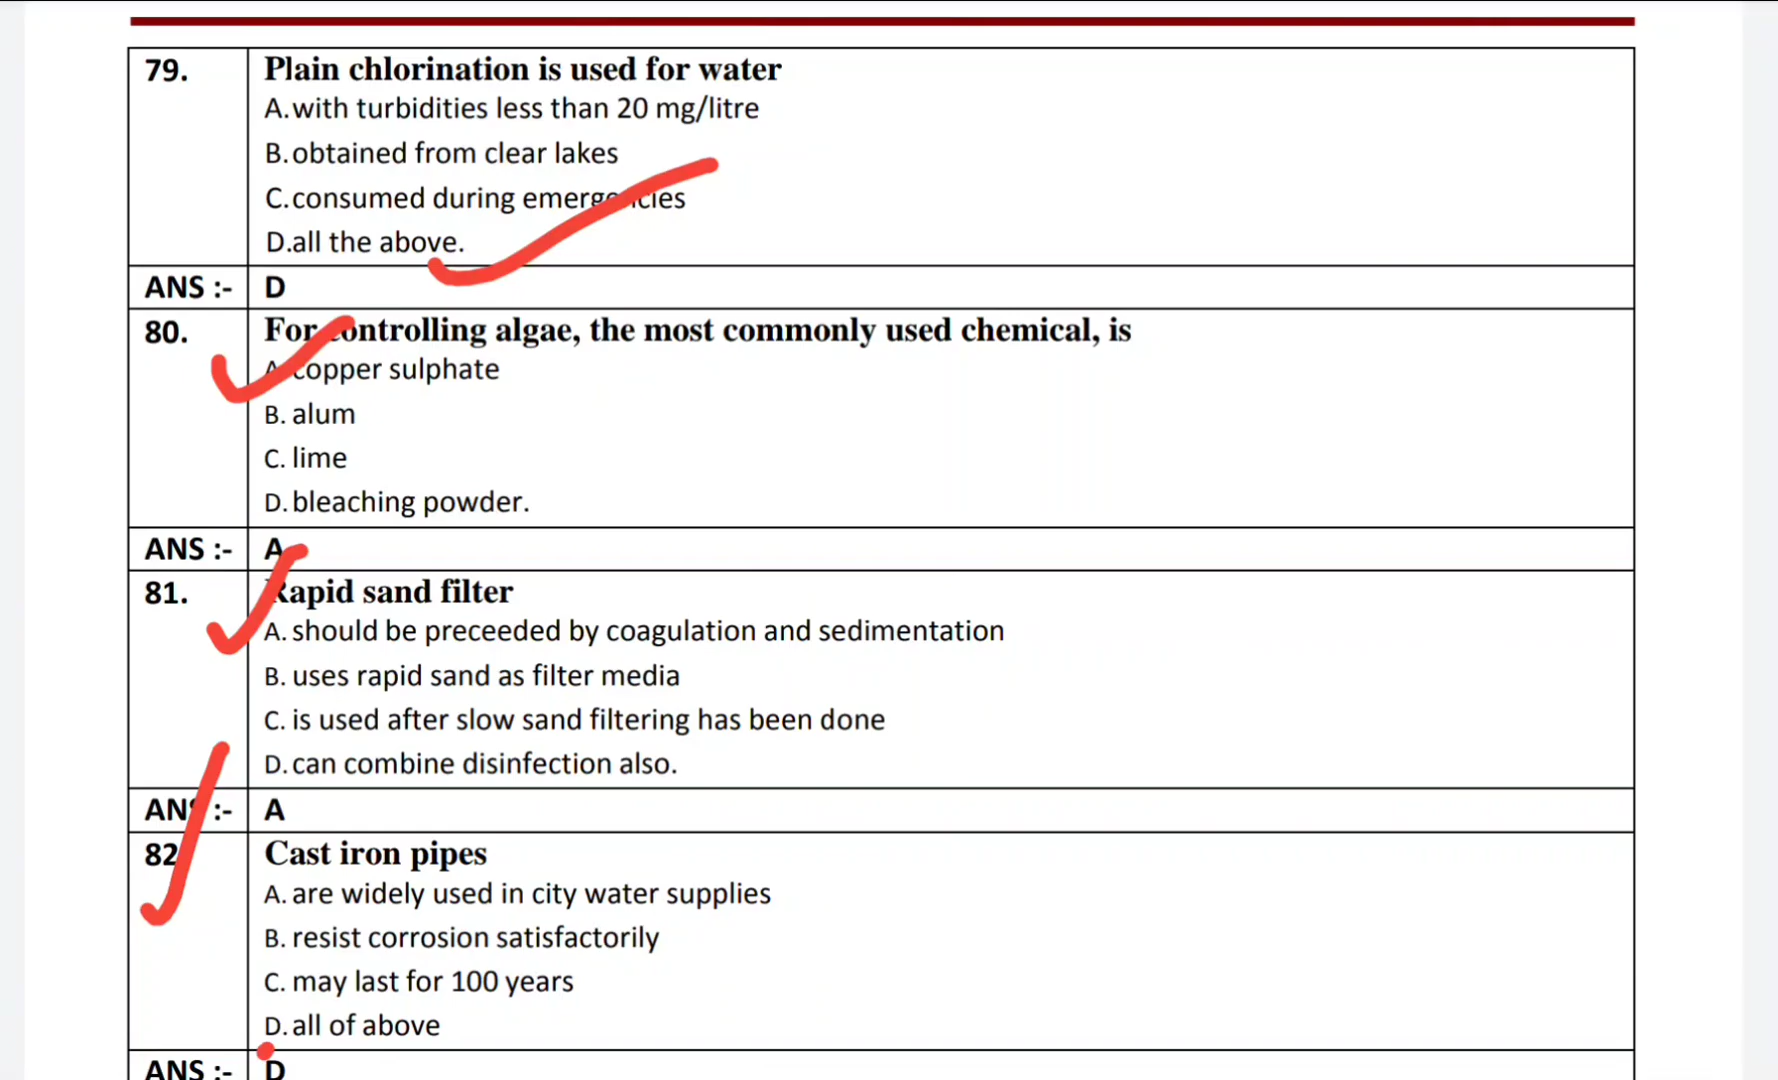 79. Plain chlorination is used for water
A.with turbidities less than 20 mg/litre
B.obtained from clear lakes
C.consumed during emergencies
D.all the above.
ANS :- D
80. For controlling algae, the most commonly used chemical, is
A.copper sulphate
B. alum
C. lime
D.bleaching powder.
ANS :- A
81. Rapid sand filter
A. should be preceeded by coagulation and sedimentation
B. uses rapid sand as filter media
C. is used after slow sand filtering has been done
D.can combine disinfection also.
ANS :- A
82 Cast iron pipes
A. are widely used in city water supplies
B. resist corrosion satisfactorily
C. may last for 100 years
D.all of above
ANS :- D